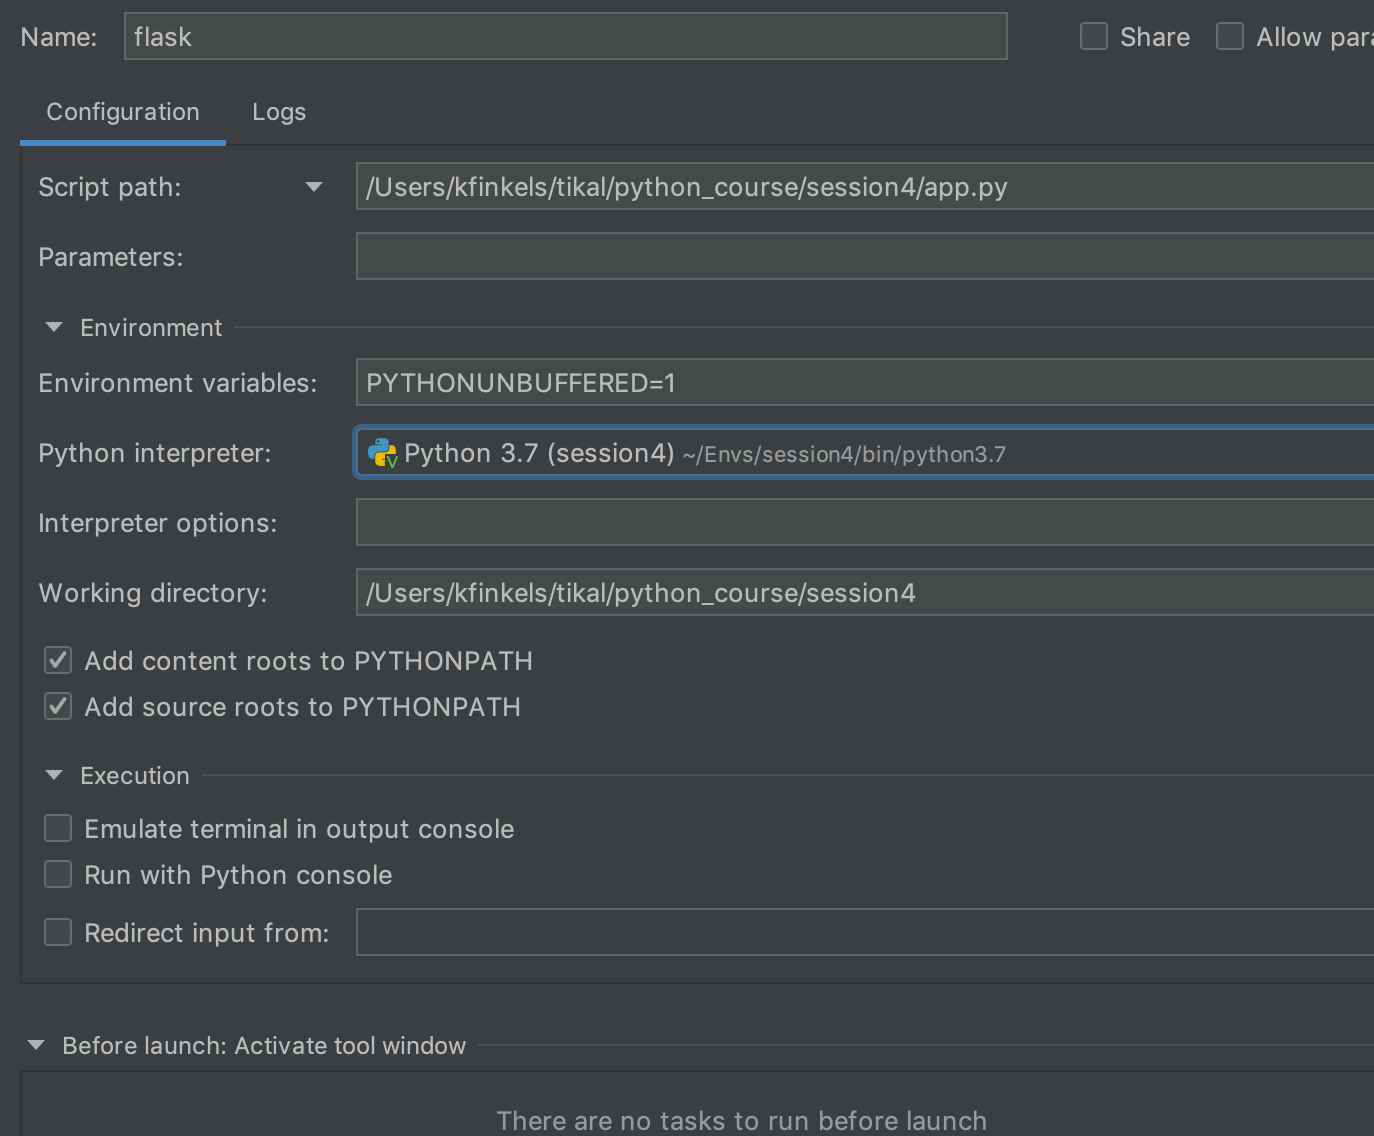 Name: flask Share Allow para
Configuration Logs
Script path: /Users/kfinkels/tikal/python_course/session4/app.py
Parameters:
Environment
Environment variables: PYTHONUNBUFFERED=1
Python interpreter: Python 3.7 (session4) ~/Envs/session4/bin/python3.7
Interpreter options:
Working directory: /Users/kfinkels/tikal/python_course/session4
Add content roots to PYTHONPATH
Add source roots to PYTHONPATH
Execution
Emulate terminal in output console
Run with Python console
Redirect input from:
Before launch: Activate tool window
There are no tasks to run before launch